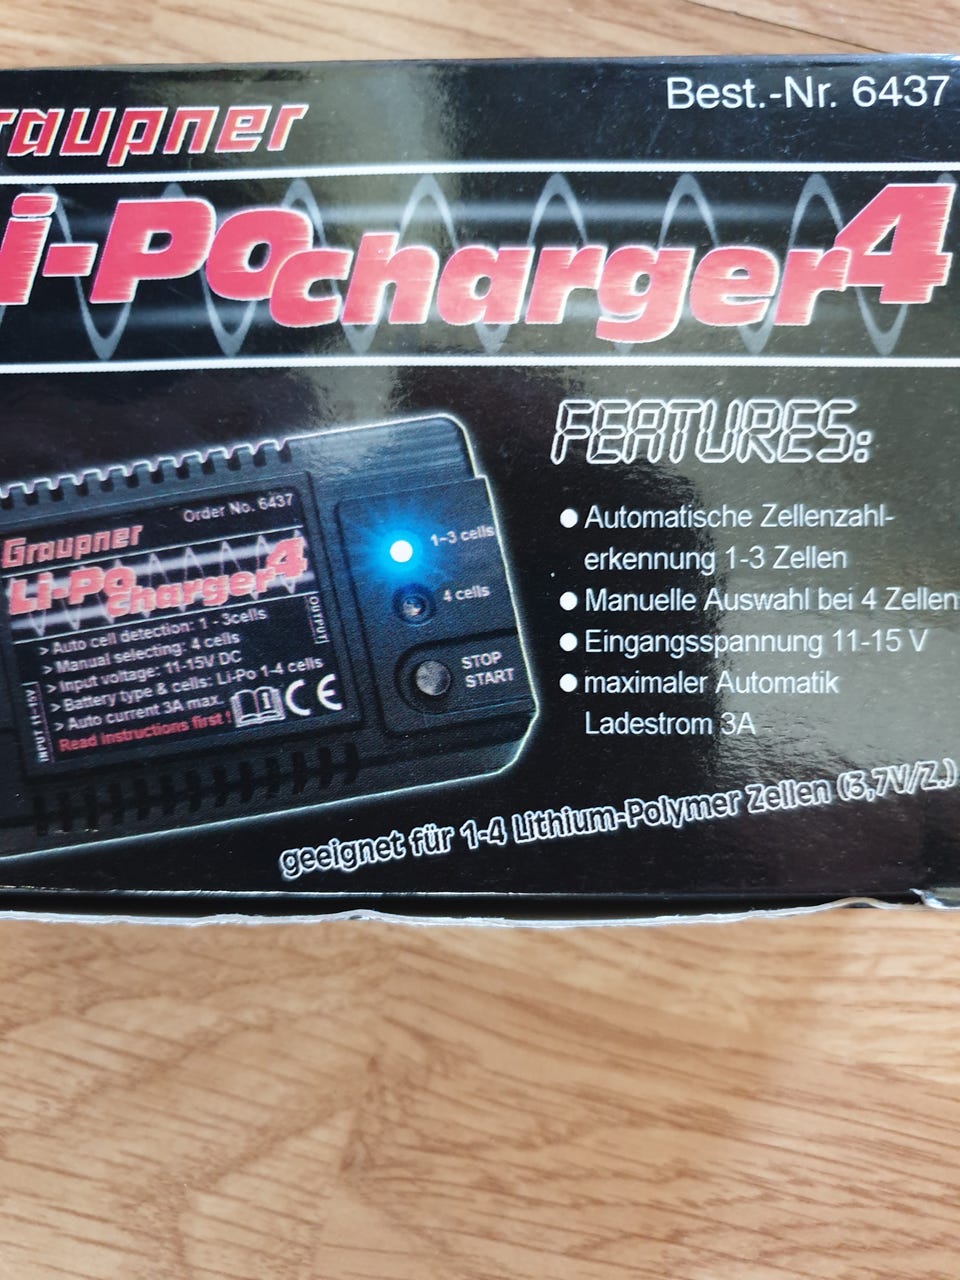 Best.-Nr. 6437
raupner
i-Po charger 4
FEATURES:
● Automatische Zellenzahl-
erkennung 1-3 Zellen
● Manuelle Auswahl bei 4 Zellen
● Eingangsspannung 11-15 V
● maximaler Automatik
Ladestrom 3A
geeignet für 1-4 Lithium-Polymer Zellen (3,7V/Z.)
Order No. 6437
Graupner
Li-Po charger 4
> Auto cell detection: 1 - 3cells
> Manual selecting: 4 cells
> Input voltage: 11-15V DC
> Battery type & cells: Li-Po 1-4 cells
> Auto current 3A max.
Read instructions first !
CE
INPUT 11-15V
OUTPUT
1-3 cells
4 cells
STOP
START